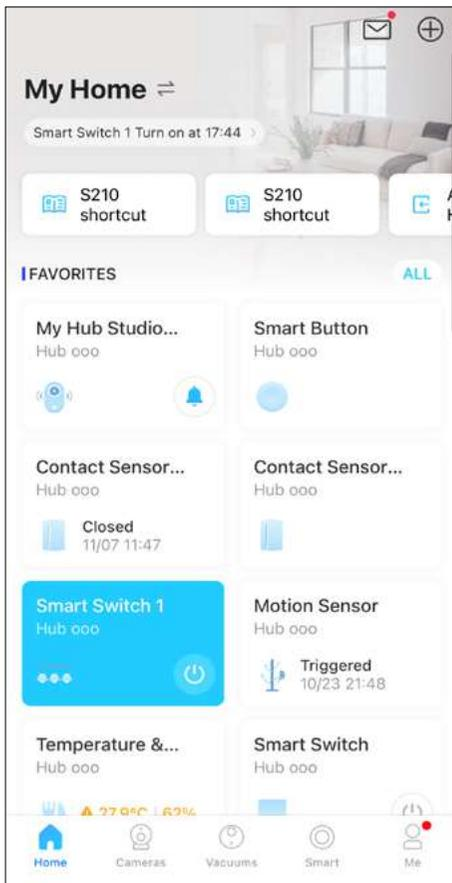 My Home
Smart Switch 1 Turn on at 17:44
S210
shortcut
S210
shortcut
FAVORITES
ALL
My Hub Studio...
Hub ooo
Smart Button
Hub ooo
Contact Sensor...
Hub ooo
Closed
11/07 11:47
Contact Sensor...
Hub ooo
Smart Switch 1
Hub ooo
Motion Sensor
Hub ooo
Triggered
10/23 21:48
Temperature &...
Hub ooo
27.9°C | 62%
Smart Switch
Hub ooo
Home
Cameras
Vacuums
Smart
Me